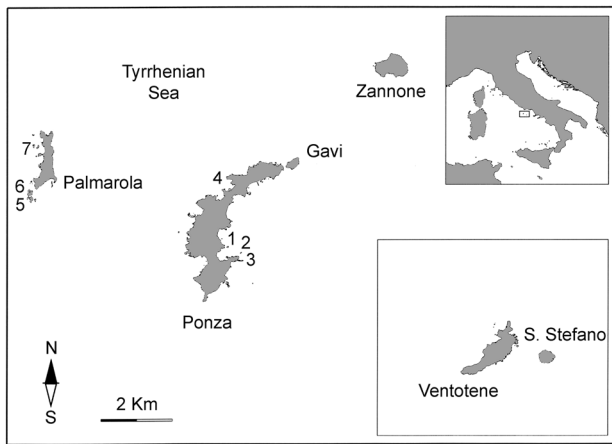 Tyrrhenian
Sea
Zannone
Gavi
7
4
Palmarola
6
5
1
2
3
Ponza
N
S
2 Km
S. Stefano
Ventotene